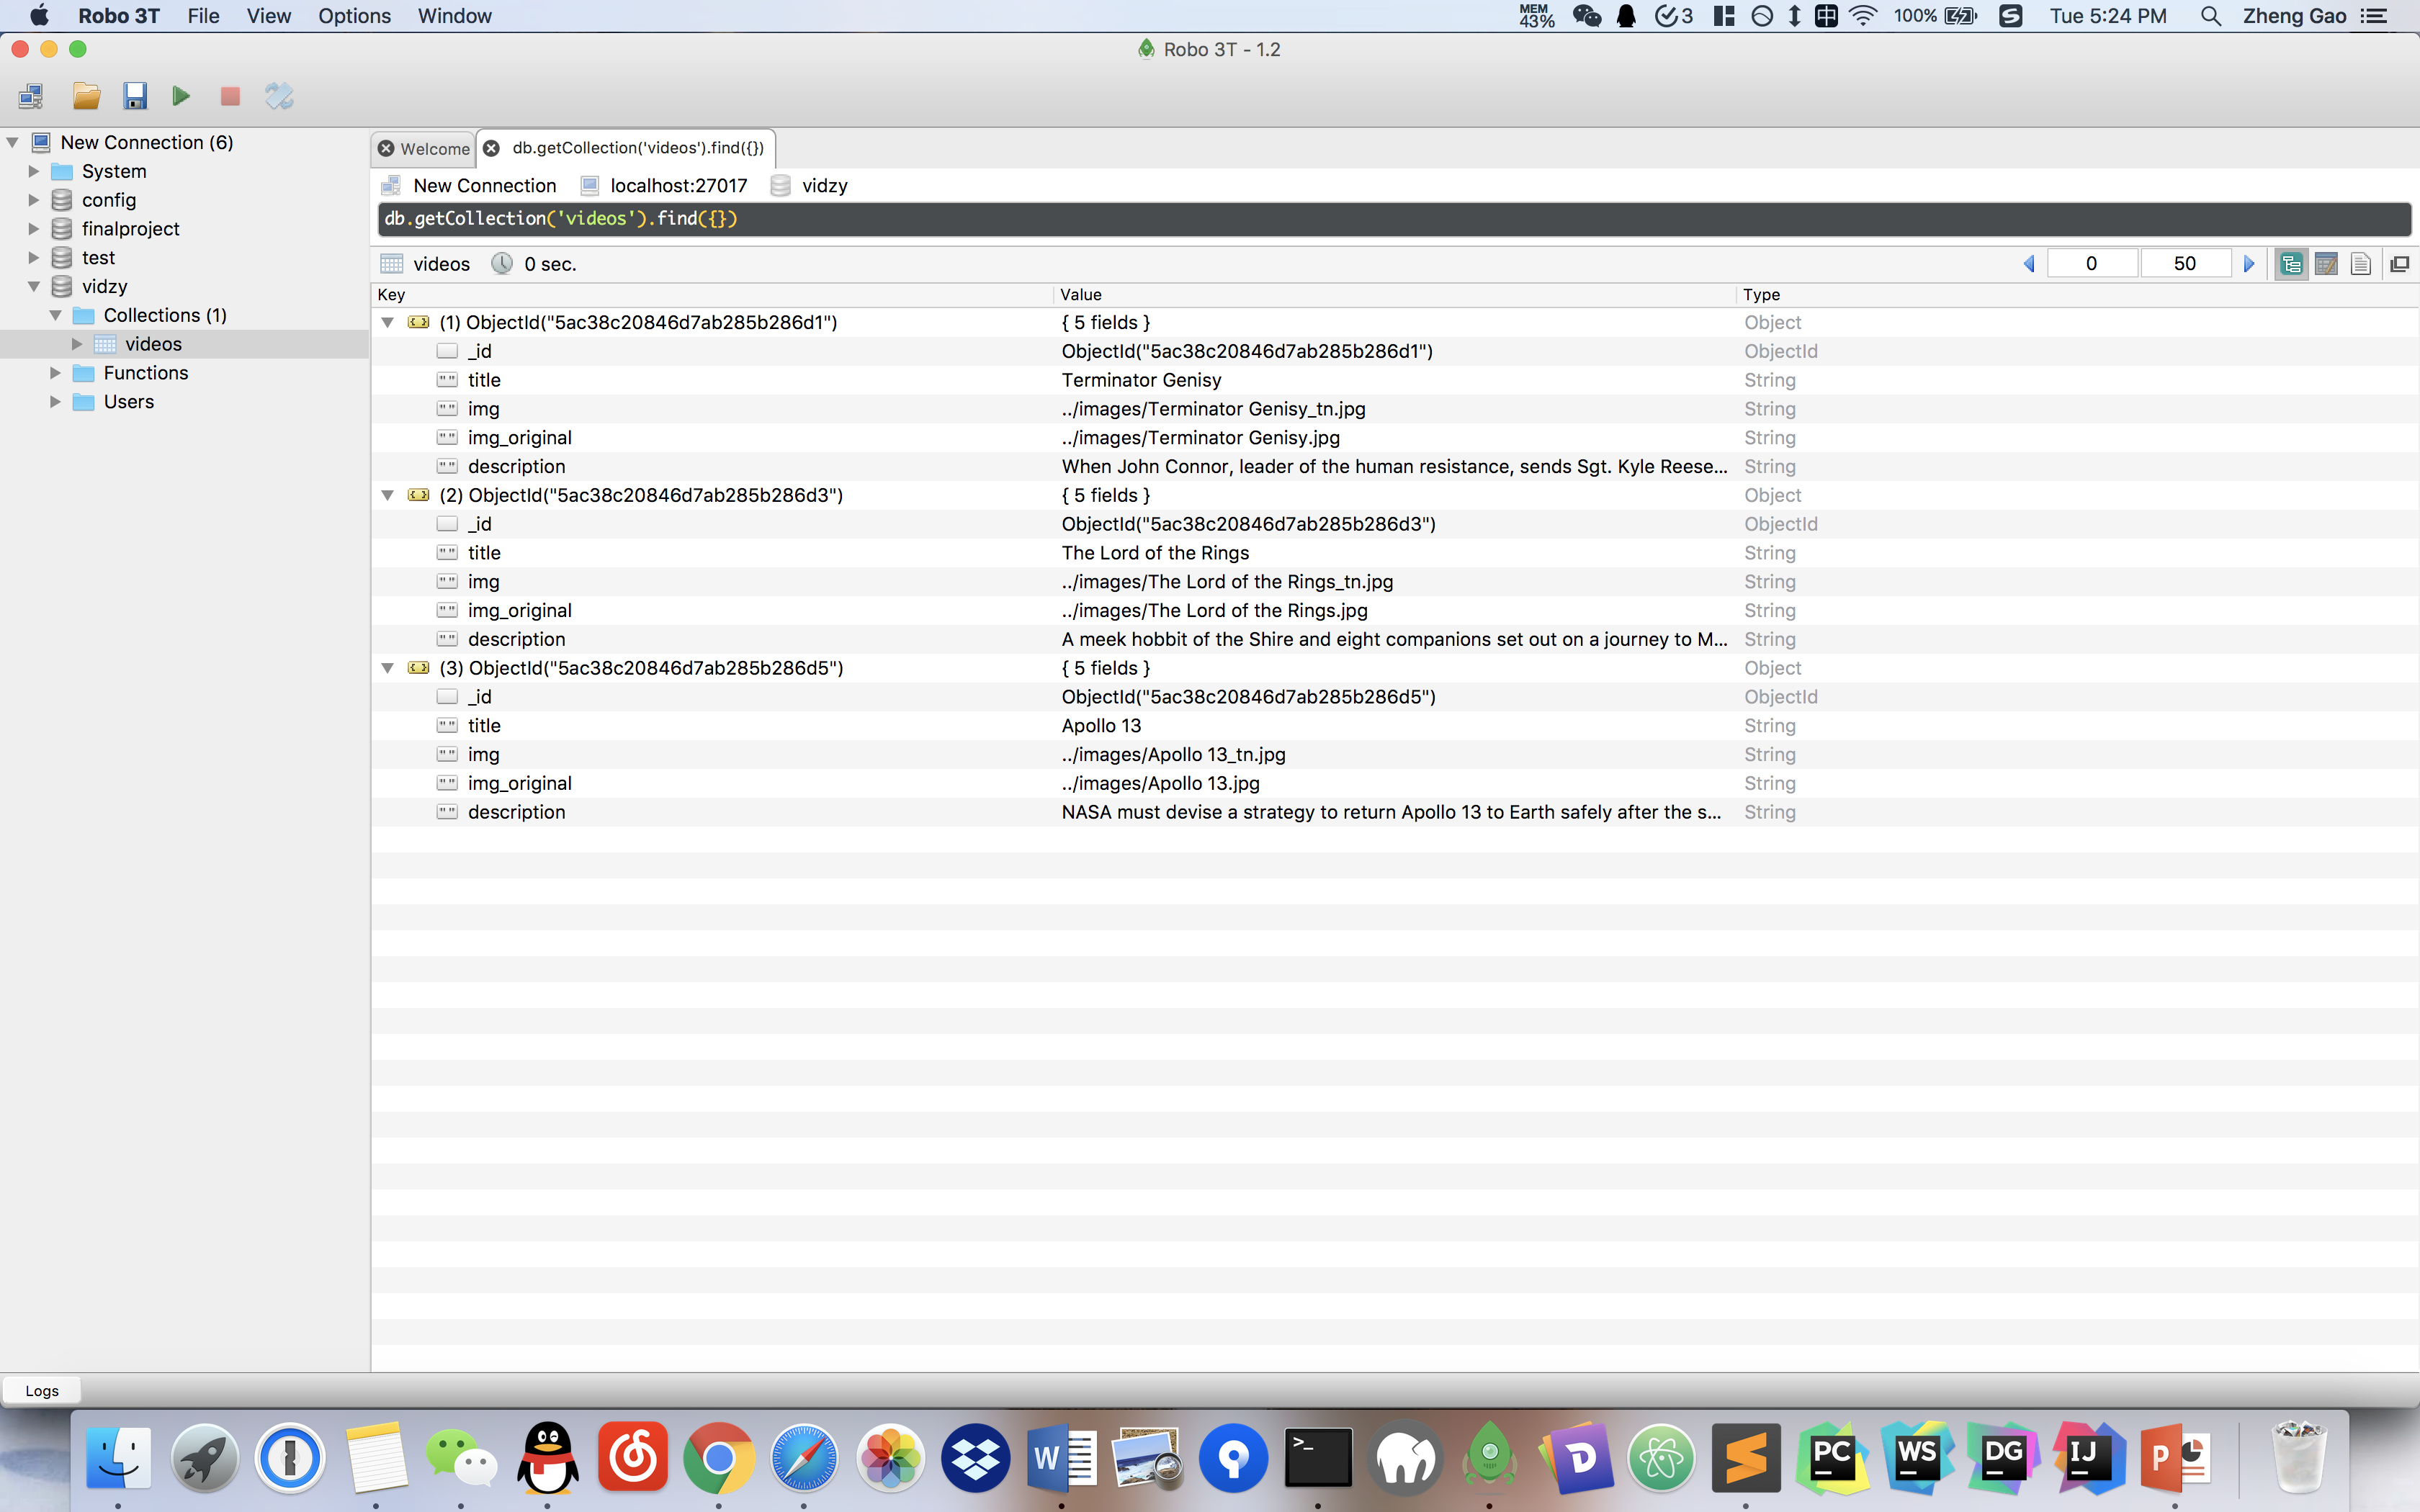 Robo 3T File View Options Window MEM 43% 3 中 100% Tue 5:24 PM Zheng Gao
Robo 3T - 1.2
New Connection (6)
System
config
finalproject
test
vidzy
Collections (1)
videos
Functions
Users
Welcome db.getCollection('videos').find({})
New Connection localhost:27017 vidzy
db.getCollection('videos').find({})
videos 0 sec. 0 50
Key Value Type
(1) ObjectId("5ac38c20846d7ab285b286d1") { 5 fields } Object
_id ObjectId("5ac38c20846d7ab285b286d1") ObjectId
title Terminator Genisy String
img ../images/Terminator Genisy_tn.jpg String
img_original ../images/Terminator Genisy.jpg String
description When John Connor, leader of the human resistance, sends Sgt. Kyle Reese... String
(2) ObjectId("5ac38c20846d7ab285b286d3") { 5 fields } Object
_id ObjectId("5ac38c20846d7ab285b286d3") ObjectId
title The Lord of the Rings String
img ../images/The Lord of the Rings_tn.jpg String
img_original ../images/The Lord of the Rings.jpg String
description A meek hobbit of the Shire and eight companions set out on a journey to M... String
(3) ObjectId("5ac38c20846d7ab285b286d5") { 5 fields } Object
_id ObjectId("5ac38c20846d7ab285b286d5") ObjectId
title Apollo 13 String
img ../images/Apollo 13_tn.jpg String
img_original ../images/Apollo 13.jpg String
description NASA must devise a strategy to return Apollo 13 to Earth safely after the s... String
Logs
W >_ D S PC WS DG IJ P